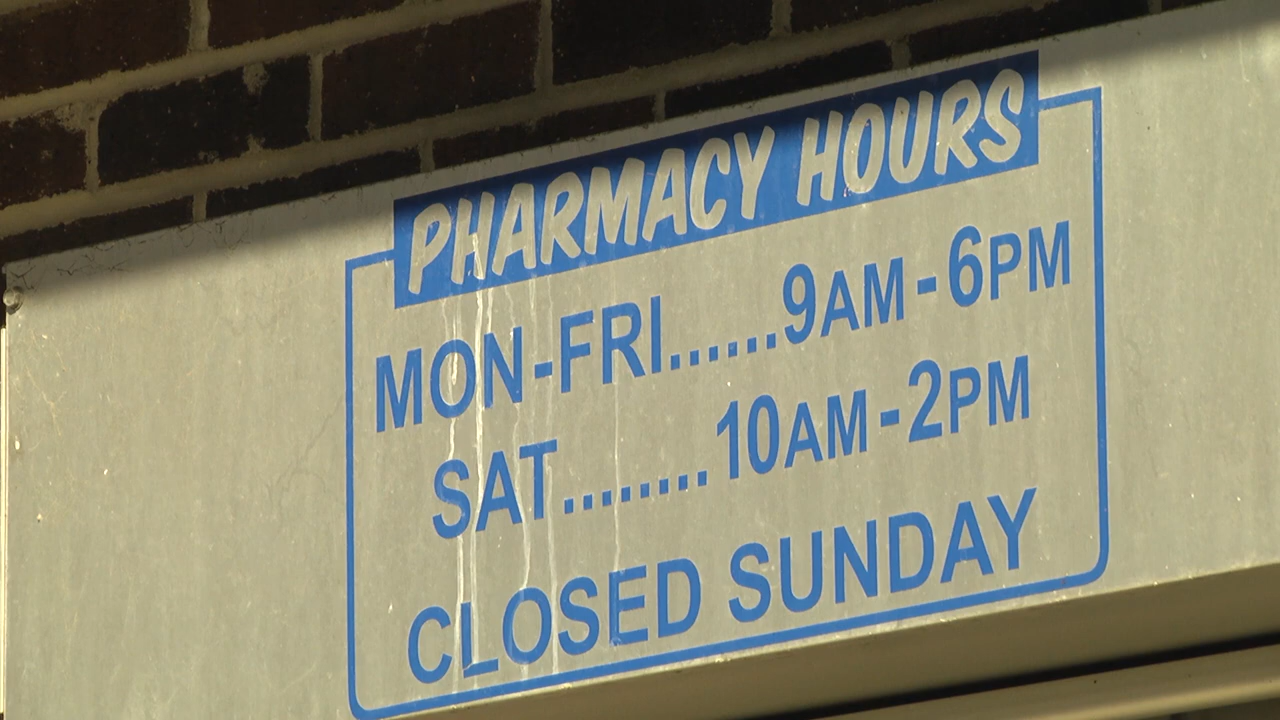 PHARMACY HOURS
MON-FRI......9AM-6PM
SAT........10AM-2PM
CLOSED SUNDAY